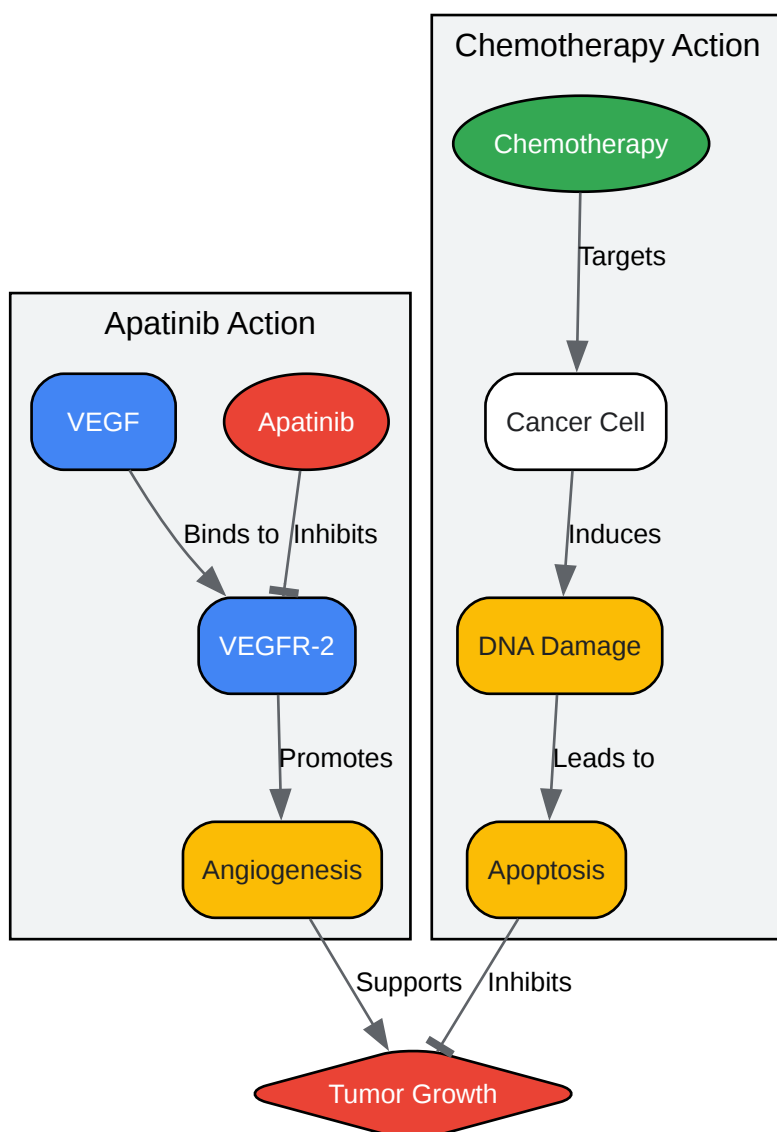 Chemotherapy Action
Chemotherapy
Targets
Apatinib Action
VEGF
Apatinib
Cancer Cell
Binds to
Inhibits
Induces
VEGFR-2
DNA Damage
Promotes
Leads to
Angiogenesis
Apoptosis
Supports
Inhibits
Tumor Growth